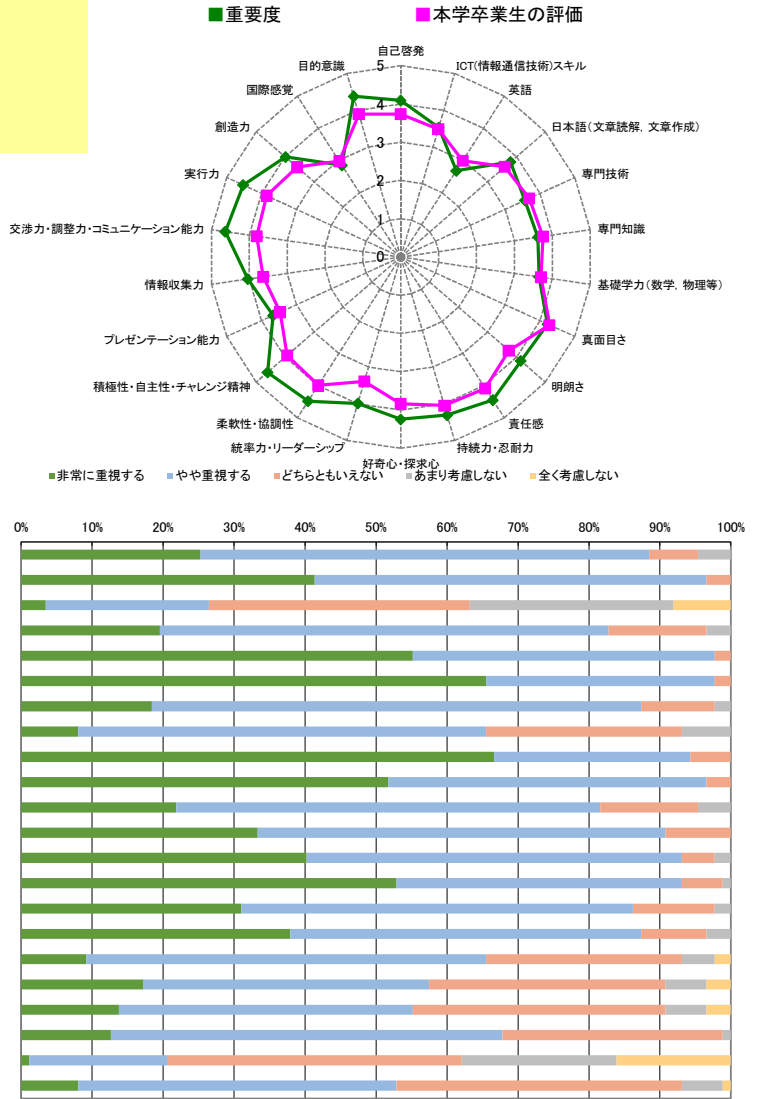 ■重要度 ■本学卒業生の評価
自己啓発
目的意識 5 ICT(情報通信技術)スキル
国際感覚 英語
4
創造力 日本語(文章読解, 文章作成)
3
実行力 専門技術
2
交渉力・調整力・コミュニケーション能力 1 専門知識
0
情報収集力 基礎学力(数学, 物理等)
プレゼンテーション能力 真面目さ
積極性・自主性・チャレンジ精神 明朗さ
柔軟性・協調性 責任感
統率力・リーダーシップ 持続力・忍耐力
好奇心・探求心
■非常に重視する ■やや重視する ■どちらともいえない ■あまり考慮しない ■全く考慮しない
0% 10% 20% 30% 40% 50% 60% 70% 80% 90% 100%